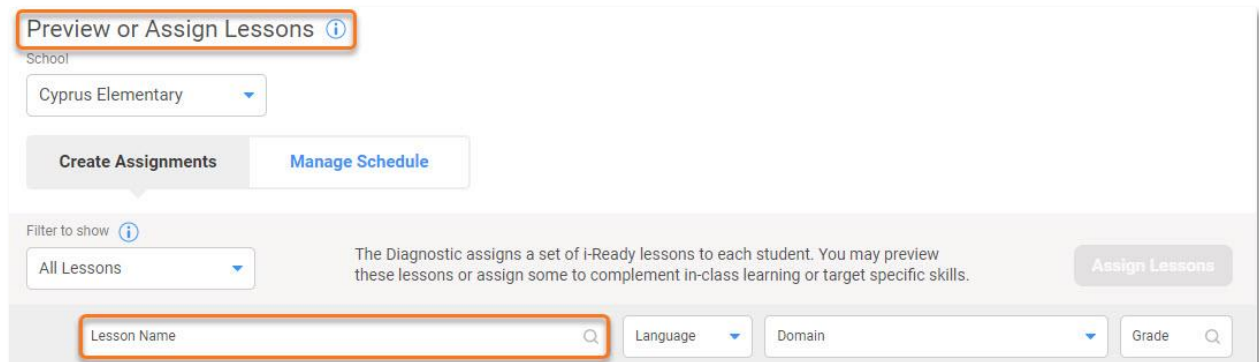 Preview or Assign Lessons
School
Cyprus Elementary
Create Assignments
Manage Schedule
Filter to show
All Lessons
The Diagnostic assigns a set of i-Ready lessons to each student. You may preview
these lessons or assign some to complement in-class learning or target specific skills.
Assign Lessons
Lesson Name
Language
Domain
Grade